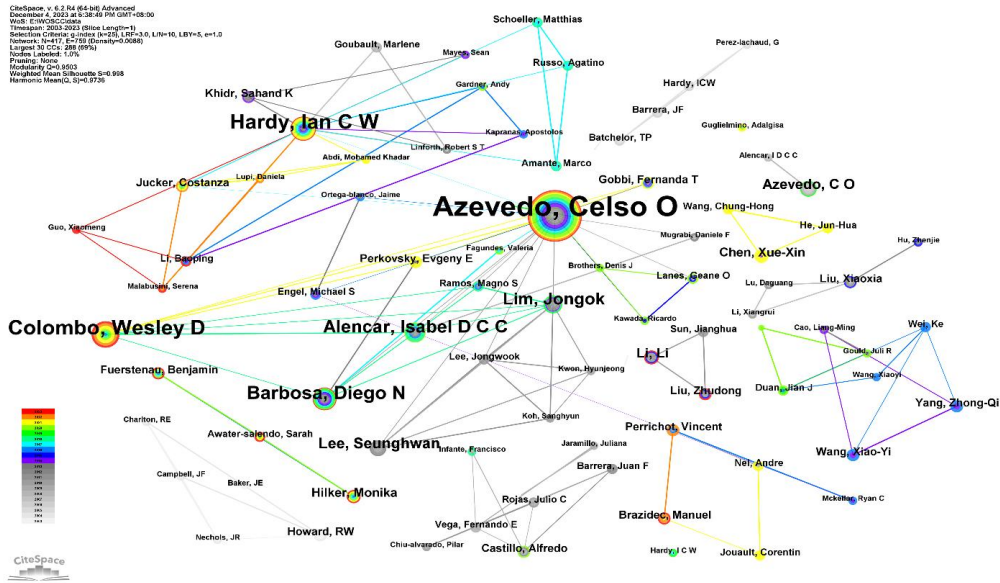 CiteSpace, v. 6.2.R4 (64-bit) Advanced
December 4, 2023 at 6:38:49 PM GMT+08:00
WoS: E:\WOSCC\data
Timespan: 2003-2023 (Slice Length=1)
Selection Criteria: g-index (k=25), LRF=3.0, L/N=10, LBY=5, e=1.0
Network: N=417, E=759 (Density=0.0088)
Largest 30 CCs: 288 (69%)
Nodes Labeled: 1.0%
Pruning: None
Modularity Q=0.9503
Weighted Mean Silhouette S=0.998
Harmonic Mean(Q, S)=0.9736
Schoeller, Matthias
Goubault, Marlene
Perez-lachaud, G
Mayes, Sean
Russo, Agatino
Gardner, Andy
Hardy, ICW
Khidr, Sahand K
Barrera, JF
Hardy, Ian C W
Guglielmino, Adalgisa
Kapranas, Apostolos
Batchelor, TP
Linforth, Robert S T
Abdi, Mohamed Khadar
Amante, Marco
Alencar, I D C C
Lupi, Daniela
Jucker, Costanza
Gobbi, Fernanda T
Azevedo, C O
Ortega-blanco, Jaime
Azevedo, Celso O
Wang, Chung-Hong
Guo, Xiaomeng
He, Jun-Hua
Mugrabi, Daniele F
Hu, Zhenjie
Fagundes, Valeria
Chen, Xue-Xin
Li, Baoping
Perkovsky, Evgeny E
Brothers, Denis J
Lanes, Geane O
Liu, Xiaoxia
Malabusini, Serena
Ramos, Magno S
Lu, Daguang
Engel, Michael S
Lim, Jongok
Li, Xiangrui
Kawada, Ricardo
Colombo, Wesley D
Alencar, Isabel D C C
Sun, Jianghua
Cao, Liang-Ming
Wei, Ke
Lee, Jongwook
Li, Li
Gould, Juli R
Fuerstenau, Benjamin
Kwon, Hyunjeong
Wang, Xiaoyi
Barbosa, Diego N
Liu, Zhudong
Duan, Jian J
Yang, Zhong-Qi
Charlton, RE
Koh, Sanghyun
Perrichot, Vincent
Awater-salendo, Sarah
Lee, Seunghwan
Jaramillo, Juliana
Infante, Francisco
Wang, Xiao-Yi
Nel, Andre
Barrera, Juan F
Campbell, JF
Baker, JE
Hilker, Monika
Rojas, Julio C
Mckellar, Ryan C
Brazidec, Manuel
Vega, Fernando E
Howard, RW
Nechols, JR
Chiu-alvarado, Pilar
Castillo, Alfredo
Hardy, I C W
Jouault, Corentin
CiteSpace